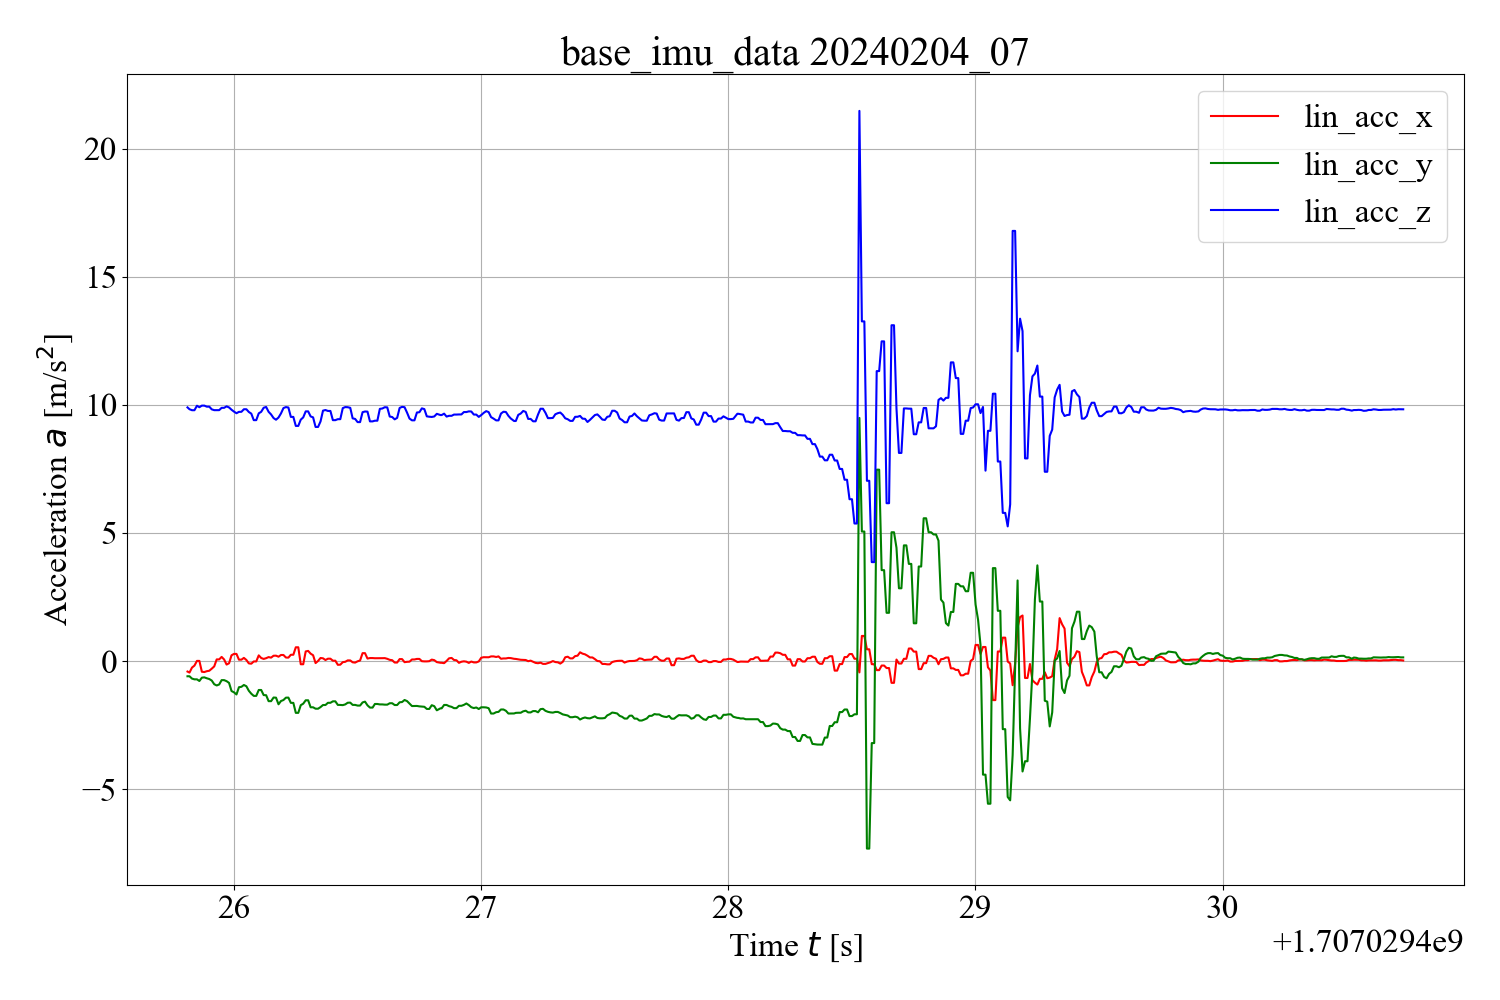 base_imu_data 20240204_07
lin_acc_x
lin_acc_y
lin_acc_z
Acceleration a [m/s²]
20
15
10
5
0
−5
26 27 28 29 30
Time t [s]
+1.7070294e9